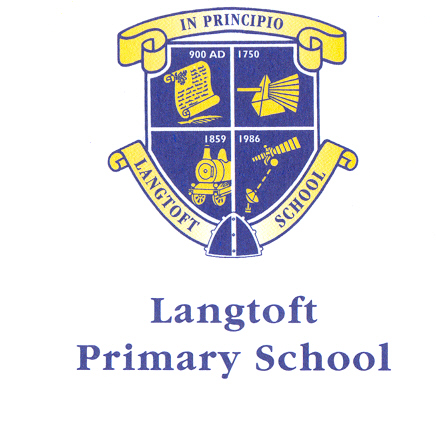 IN PRINCIPIO
900 AD 1750
1859 1986
LANGTOFT SCHOOL
Langtoft
Primary School